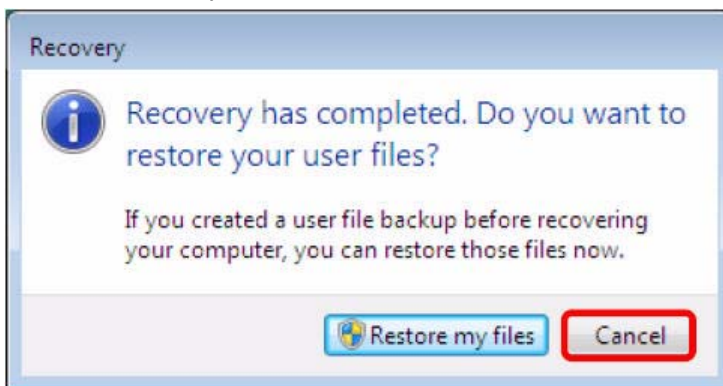 Recovery
Recovery has completed. Do you want to
restore your user files?
If you created a user file backup before recovering
your computer, you can restore those files now.
Restore my files
Cancel